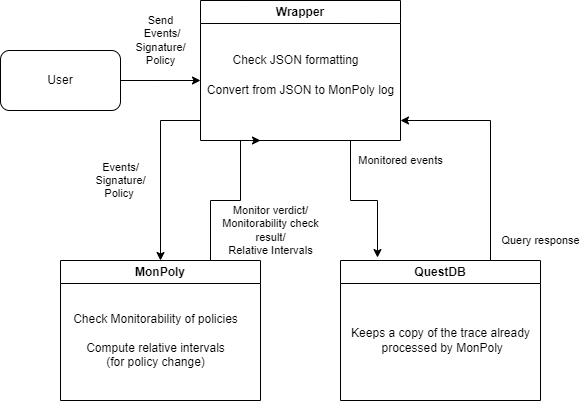 Wrapper
Send
Events/
Signature/
Policy
User
Check JSON formatting
Convert from JSON to MonPoly log
Events/
Signature/
Policy
Monitored events
Monitor verdict/
Monitorability check
result/
Relative Intervals
Query response
MonPoly
Check Monitorability of policies
Compute relative intervals
(for policy change)
QuestDB
Keeps a copy of the trace already
processed by MonPoly